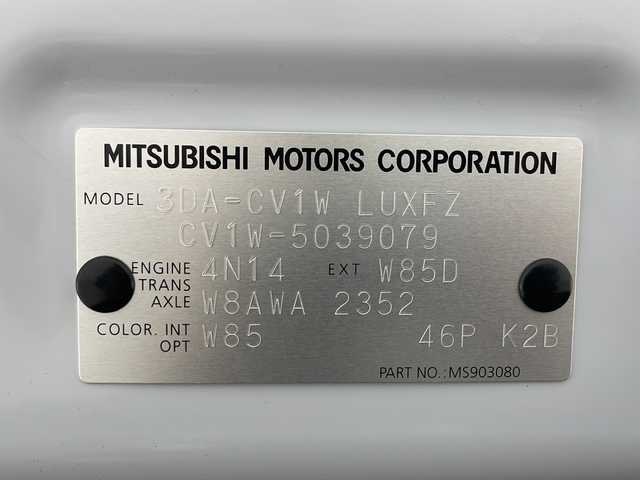 MITSUBISHI MOTORS CORPORATION
MODEL 3DA-CV1W LUXFZ
CV1W-5039079
ENGINE 4N14 EXT W85D
TRANS
AXLE W8AWA 2352
COLOR. INT W85 46P K2B
OPT
PART NO.: MS903080